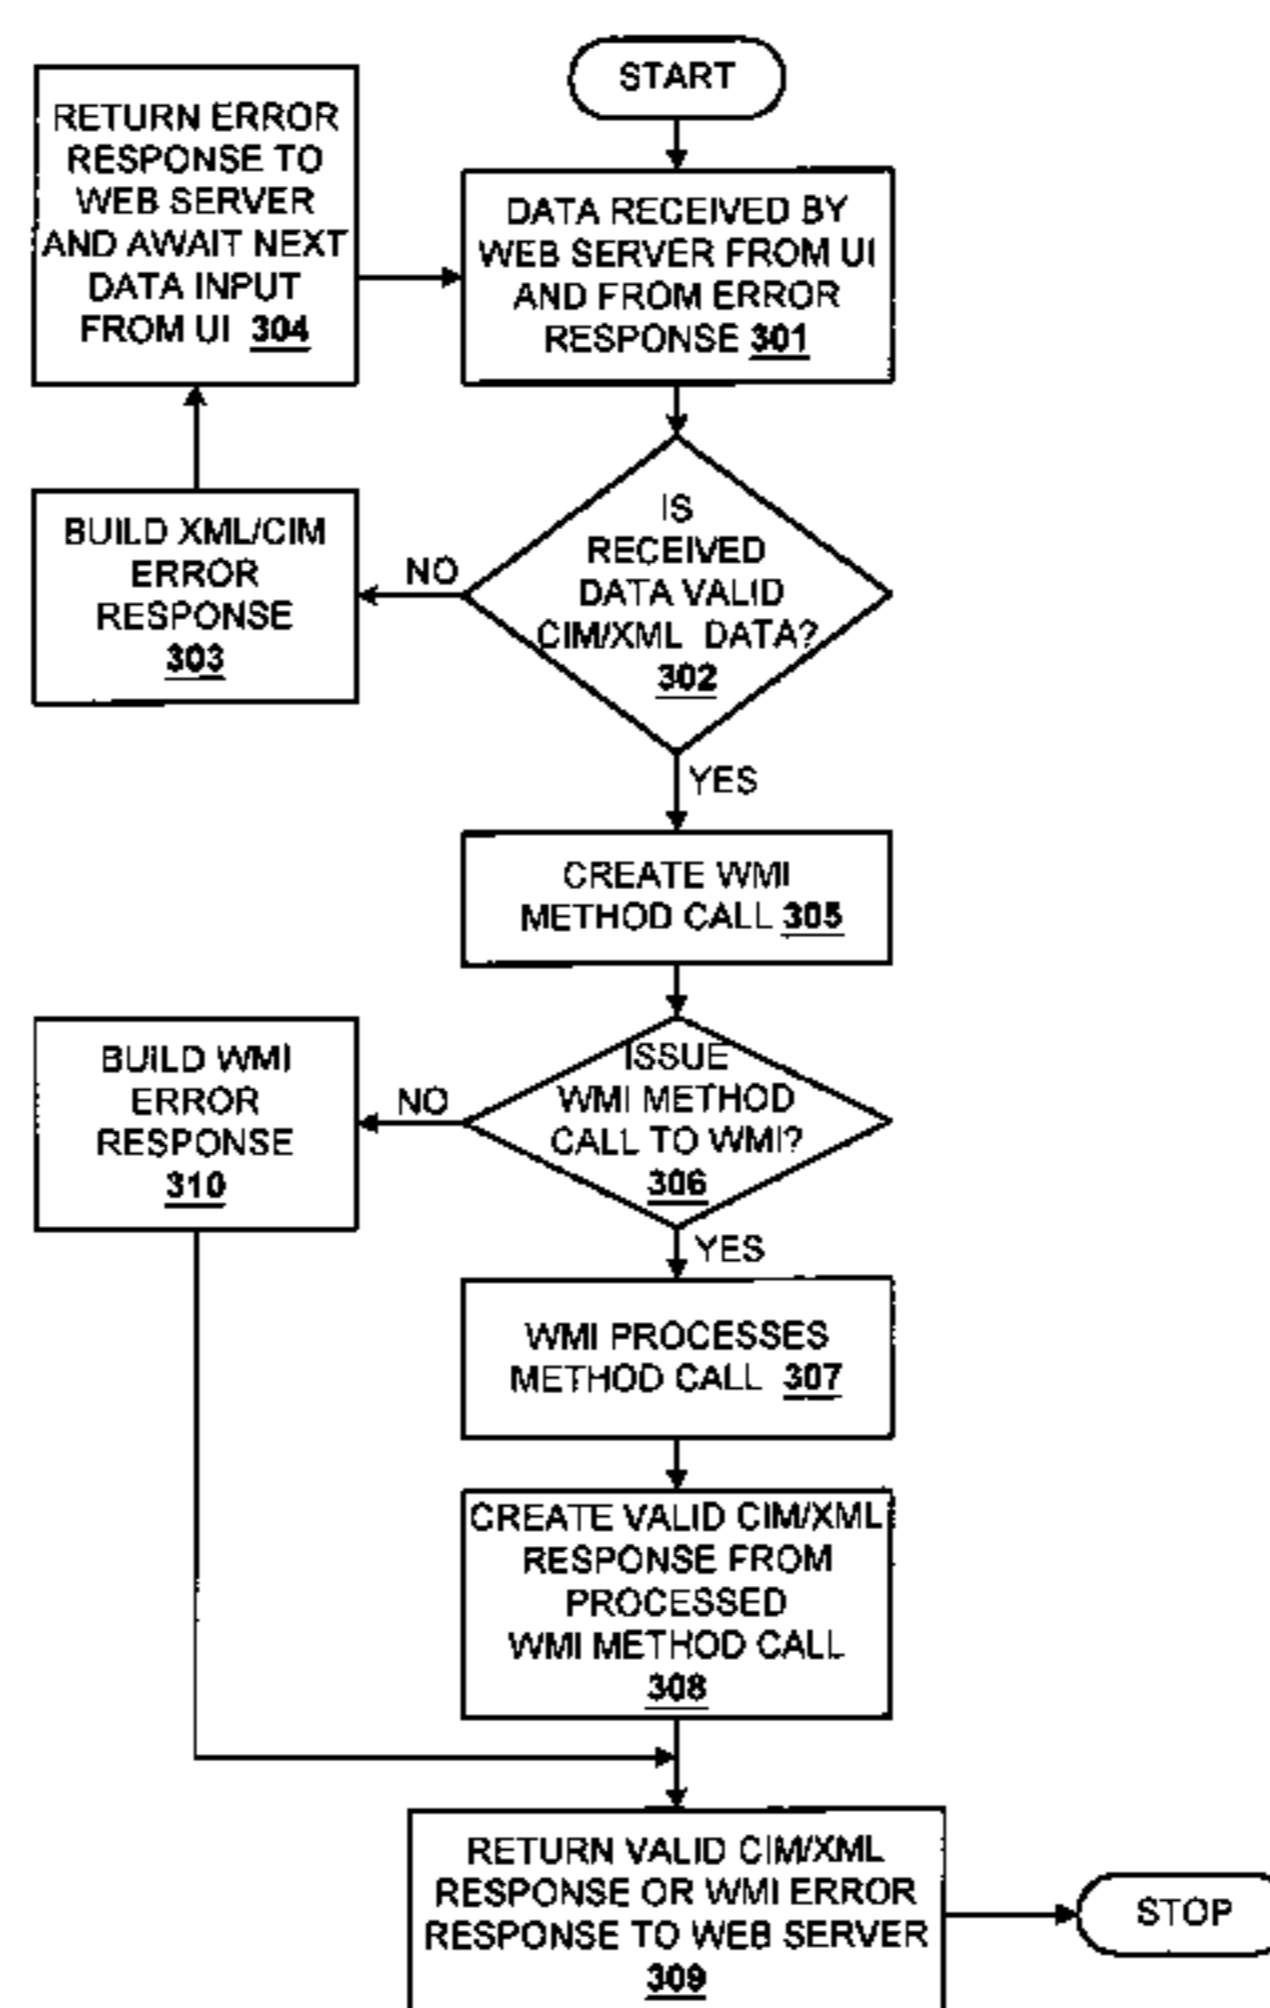 START
RETURN ERROR
RESPONSE TO
WEB SERVER
AND AWAIT NEXT
DATA INPUT
FROM UI 304
DATA RECEIVED BY
WEB SERVER FROM UI
AND FROM ERROR
RESPONSE 301
IS
RECEIVED
DATA VALID
CIM/XML DATA?
302
NO
BUILD XML/CIM
ERROR
RESPONSE
303
YES
CREATE WMI
METHOD CALL 305
ISSUE
WMI METHOD
CALL TO WMI?
306
NO
BUILD WMI
ERROR
RESPONSE
310
YES
WMI PROCESSES
METHOD CALL 307
CREATE VALID CIM/XML
RESPONSE FROM
PROCESSED
WMI METHOD CALL
308
RETURN VALID CIM/XML
RESPONSE OR WMI ERROR
RESPONSE TO WEB SERVER
309
STOP